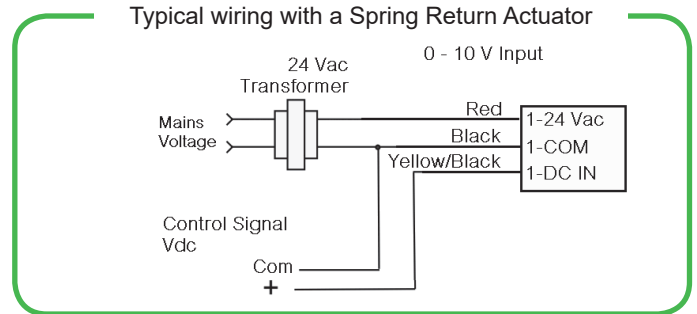 Typical wiring with a Spring Return Actuator
0 - 10 V Input
24 Vac
Transformer
Mains
Voltage
Red
Black
Yellow/Black
1-24 Vac
1-COM
1-DC IN
Control Signal
Vdc
Com
+